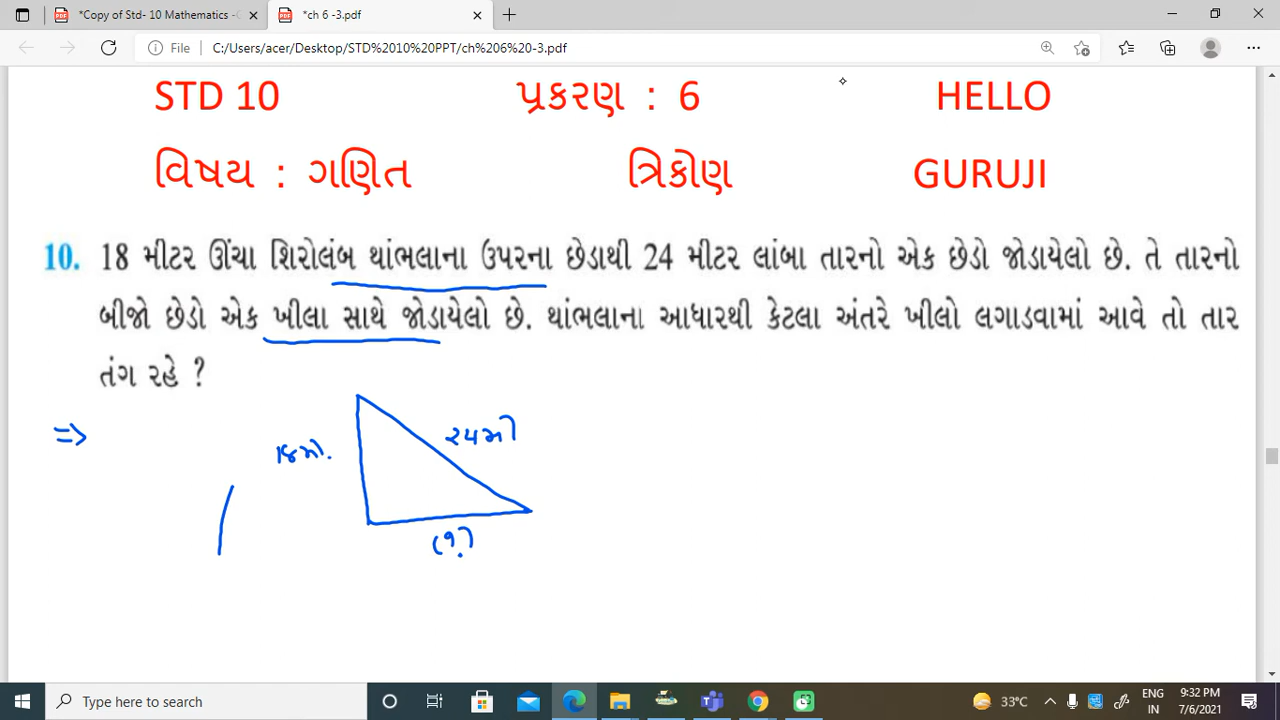 *Copy of Std- 10 Mathematics -
*ch 6 -3.pdf
File C:/Users/acer/Desktop/STD%2010%20PPT/ch%206%20-3.pdf
STD 10 પ્રકરણ : 6 HELLO
વિષય : ગણિત ત્રિકોણ GURUJI
10. 18 મીટર ઊંચા શિરોલંબ થાંભલાના ઉપરના છેડાથી 24 મીટર લાંબા તારનો એક છેડો જોડાયેલો છે. તે તારનો
બીજો છેડો એક ખીલા સાથે જોડાયેલો છે. થાંભલાના આધારથી કેટલા અંતરે ખીલો લગાડવામાં આવે તો તાર
તંગ રહે ?
=> ૧૮મી. ૨૪મી
(?)
Type here to search
33°C
ENG
IN
9:32 PM
7/6/2021